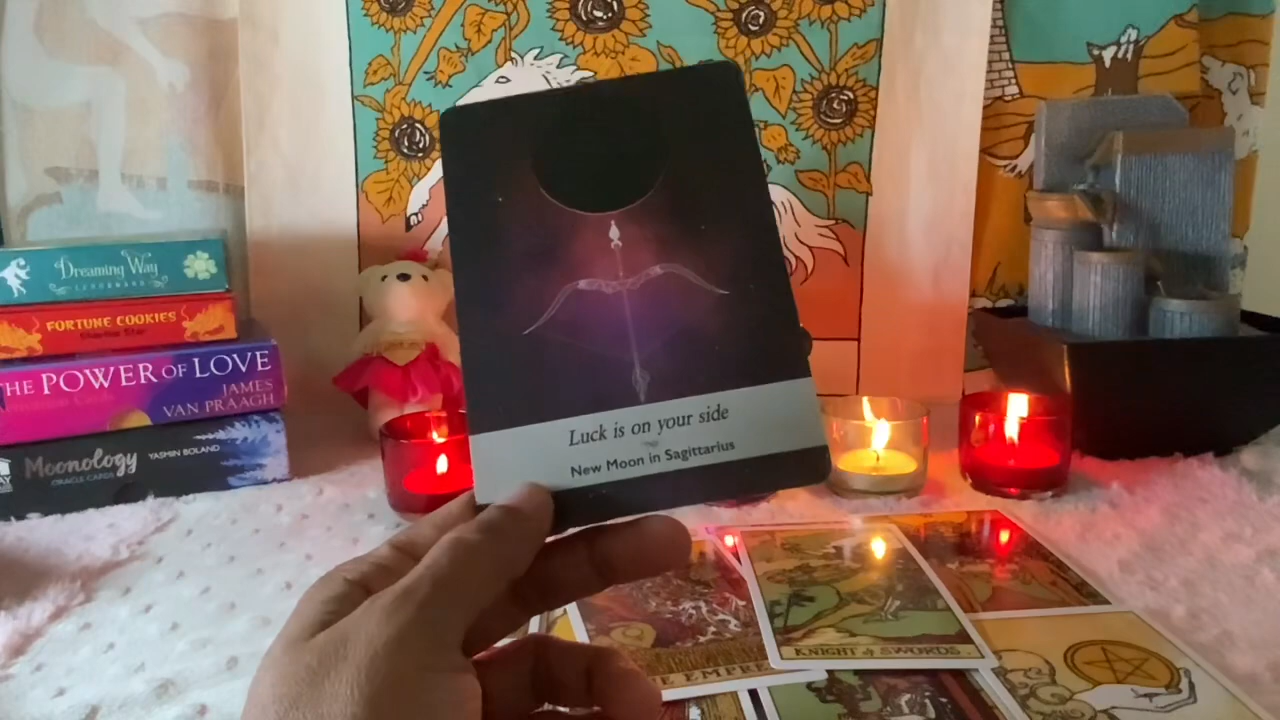 Dreaming Way
LENORMAND
FORTUNE COOKIES
THE POWER OF LOVE
JAMES
VAN PRAAGH
Moonology
YASMIN BOLAND
ORACLE CARDS
Luck is on your side
New Moon in Sagittarius
KNIGHT of SWORDS.
E EMPRE